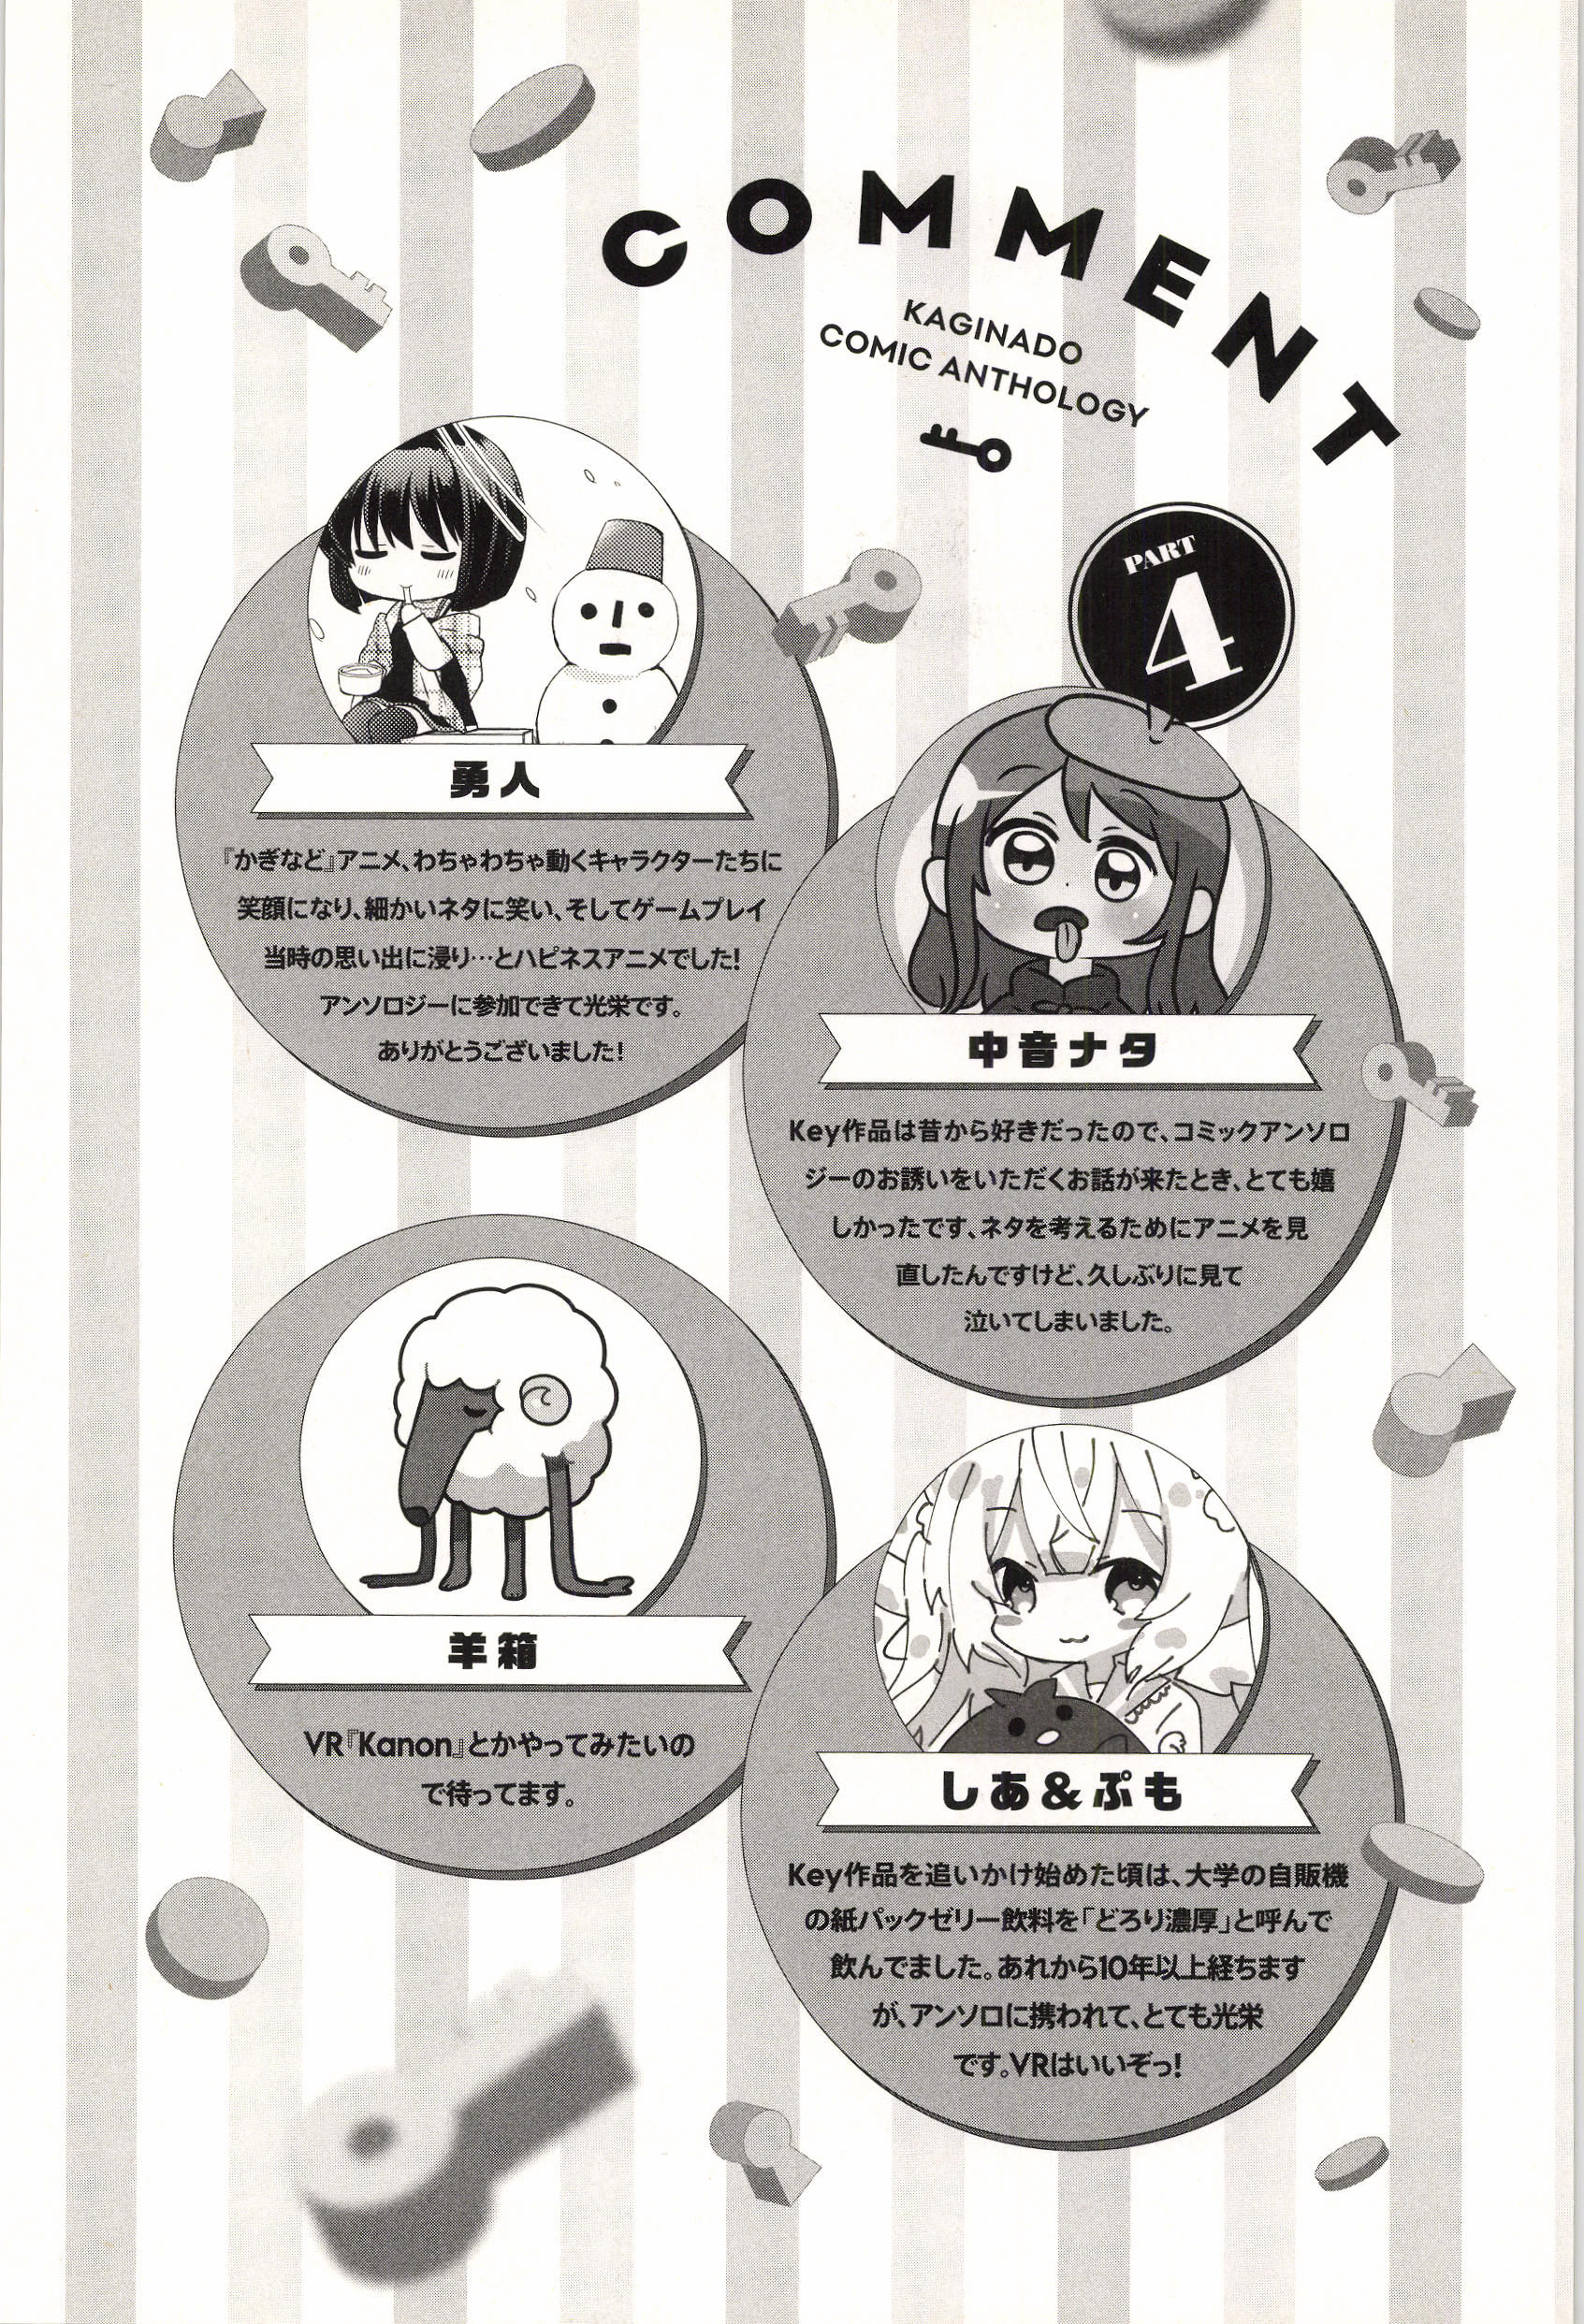 COMMENT
KAGINADO
COMIC ANTHOLOGY
PART
4
勇人
『かぎなど』アニメ、わちゃわちゃ動くキャラクターたちに
笑顔になり、細かいネタに笑い、そしてゲームプレイ
当時の思い出に浸り…とハピネスアニメでした!
アンソロジーに参加できて光栄です。
ありがとうございました!
中音ナタ
Key作品は昔から好きだったので、コミックアンソロ
ジーのお誘いをいただくお話が来たとき、とても嬉
しかったです、ネタを考えるためにアニメを見
直したんですけど、久しぶりに見て
泣いてしまいました。
羊箱
VR『Kanon』とかやってみたいの
で待ってます。
しあ&ぷも
Key作品を追いかけ始めた頃は、大学の自販機
の紙パックゼリー飲料を「どろり濃厚」と呼んで
飲んでました。あれから10年以上経ちます
が、アンソロに携われて、とても光栄
です。VRはいいぞっ!